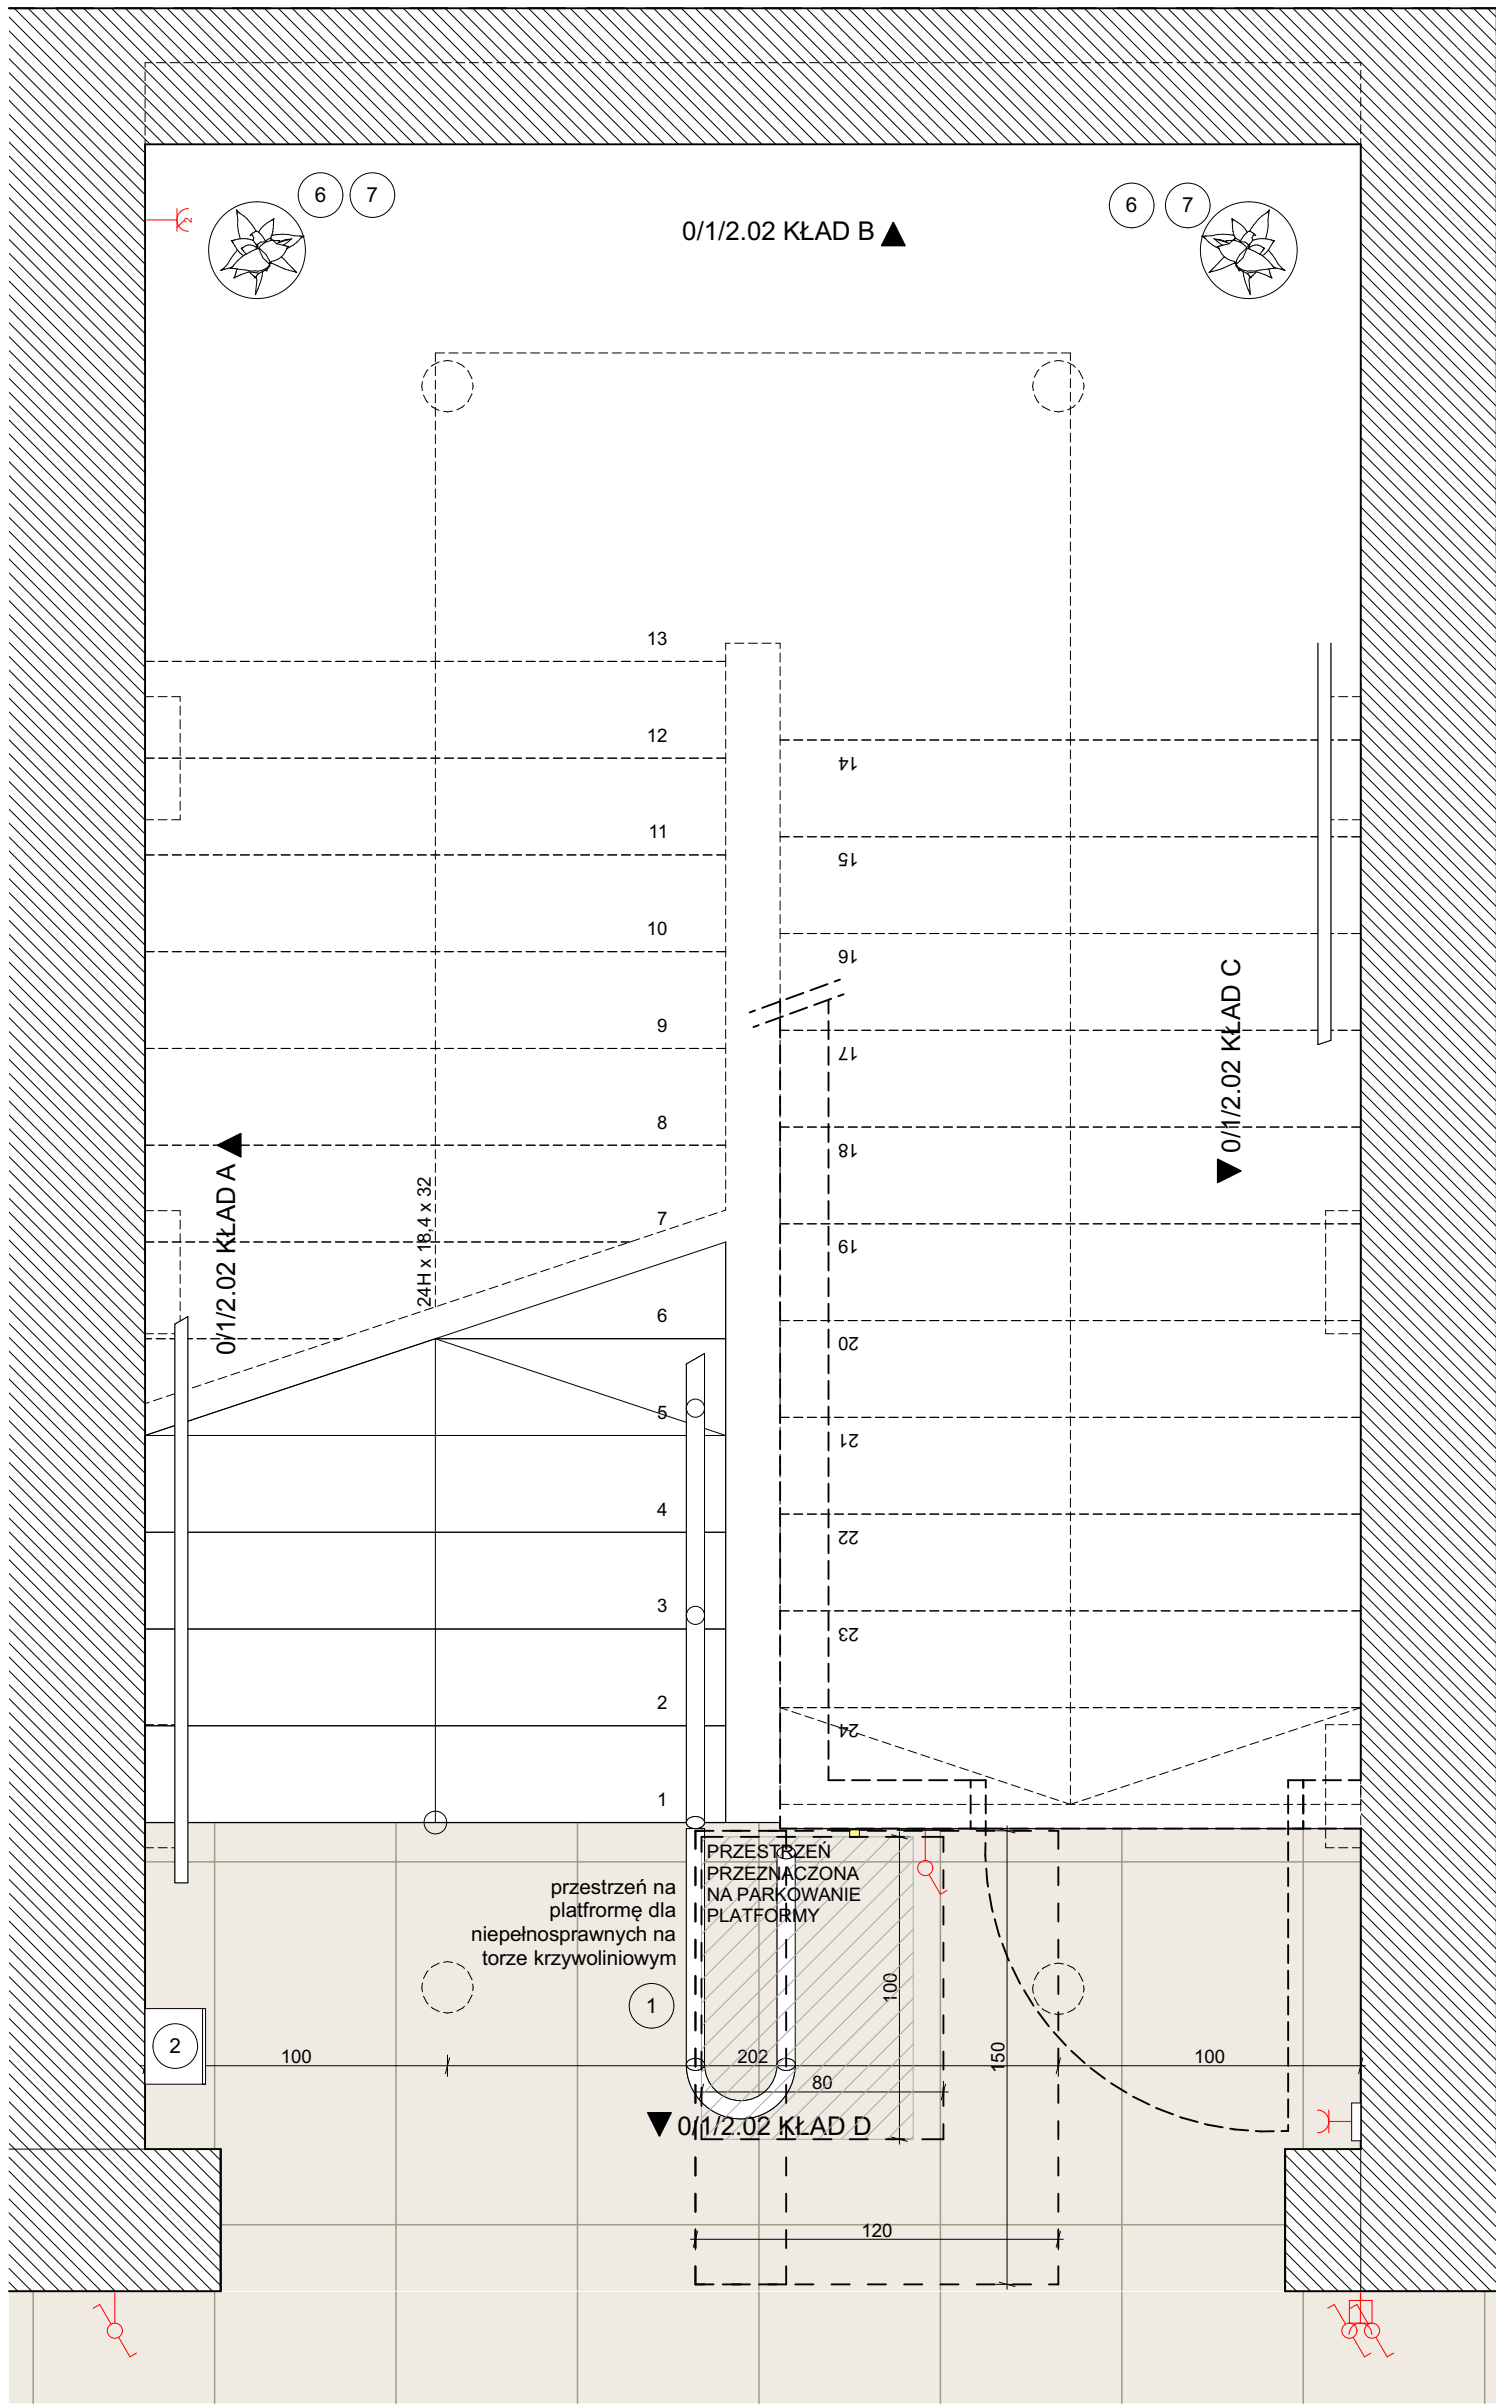 6 7
6 7
2
0/1/2.02 KŁAD B
13
12
14
11
15
10
16
9
17
0/1/2.02 KŁAD C
8
18
0/1/2.02 KŁAD A
24H x 18,4 x 32
7
19
6
20
5
21
4
22
3
23
2
24
1
PRZESTRZEŃ
PRZEZNACZONA
NA PARKOWANIE
PLATFORMY
przestrzeń na
platfrormę dla
niepełnosprawnych na
torze krzywoliniowym
1
2
100
100
202
150
100
80
0/1/2.02 KŁAD D
120